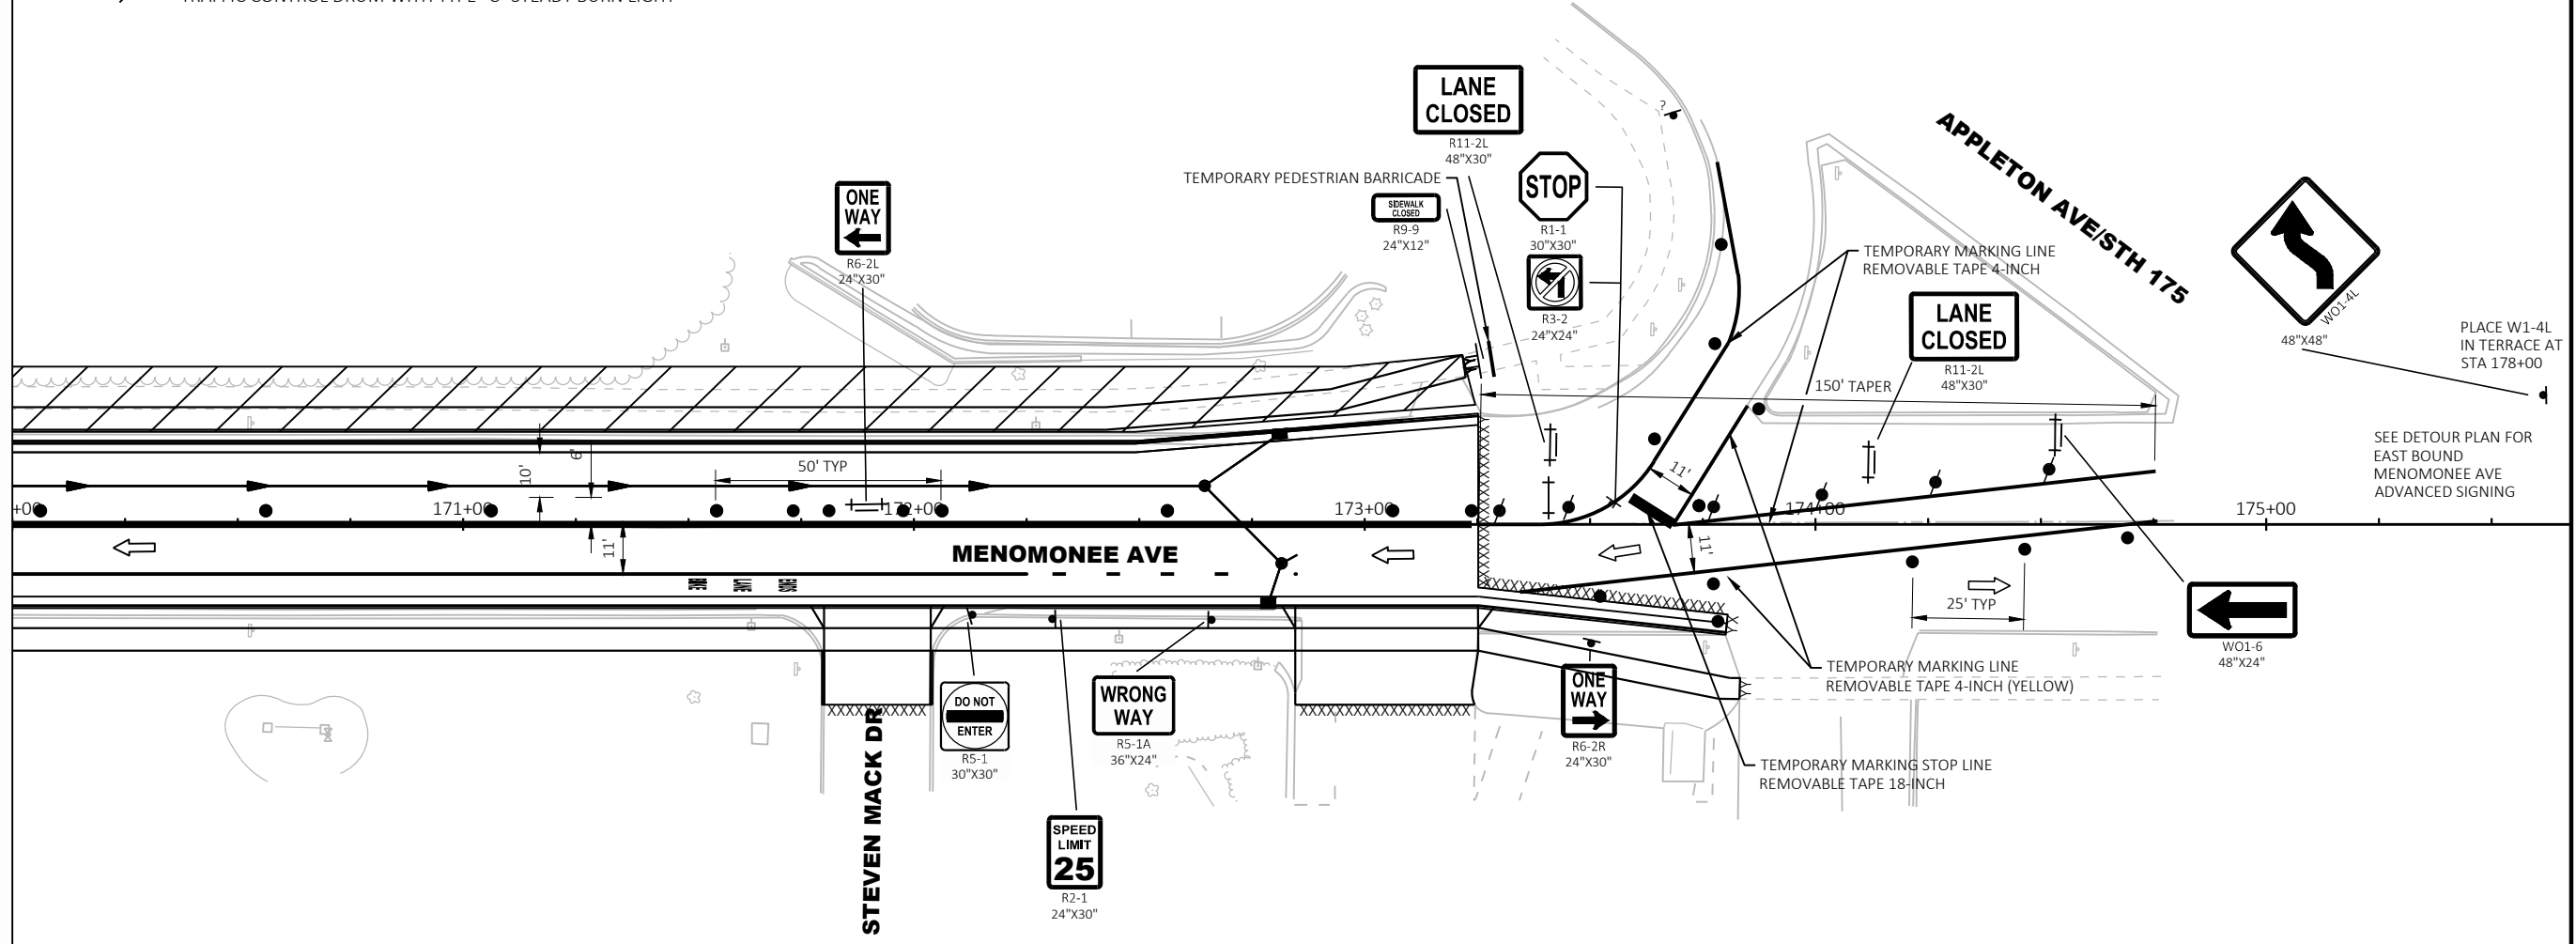 TRAFFIC CONTROL DRUM WITH TYPE "C" STEADY BURN LIGHT
LANE
CLOSED
R11-2L
48"X30"
TEMPORARY PEDESTRIAN BARRICADE
SIDEWALK
CLOSED
R9-9
24"X12"
STOP
R1-1
30"X30"
R3-2
24"X24"
?
ONE
WAY
R6-2L
24"X30"
APPLETON AVE/STH 175
TEMPORARY MARKING LINE
REMOVABLE TAPE 4-INCH
LANE
CLOSED
R11-2L
48"X30"
WO1-4L
48"X48"
PLACE W1-4L
IN TERRACE AT
STA 178+00
150' TAPER
SEE DETOUR PLAN FOR
EAST BOUND
MENOMONEE AVE
ADVANCED SIGNING
10'
6'
50' TYP
11'
+00
171+00
172+00
173+00
174+00
175+00
11'
MENOMONEE AVE
11'
BIKE
LANE
ENDS
25' TYP
WO1-6
48"X24"
TEMPORARY MARKING LINE
REMOVABLE TAPE 4-INCH (YELLOW)
DO NOT
ENTER
R5-1
30"X30"
WRONG
WAY
R5-1A
36"X24"
ONE
WAY
R6-2R
24"X30"
TEMPORARY MARKING STOP LINE
REMOVABLE TAPE 18-INCH
STEVEN MACK DR
SPEED
LIMIT
25
R2-1
24"X30"